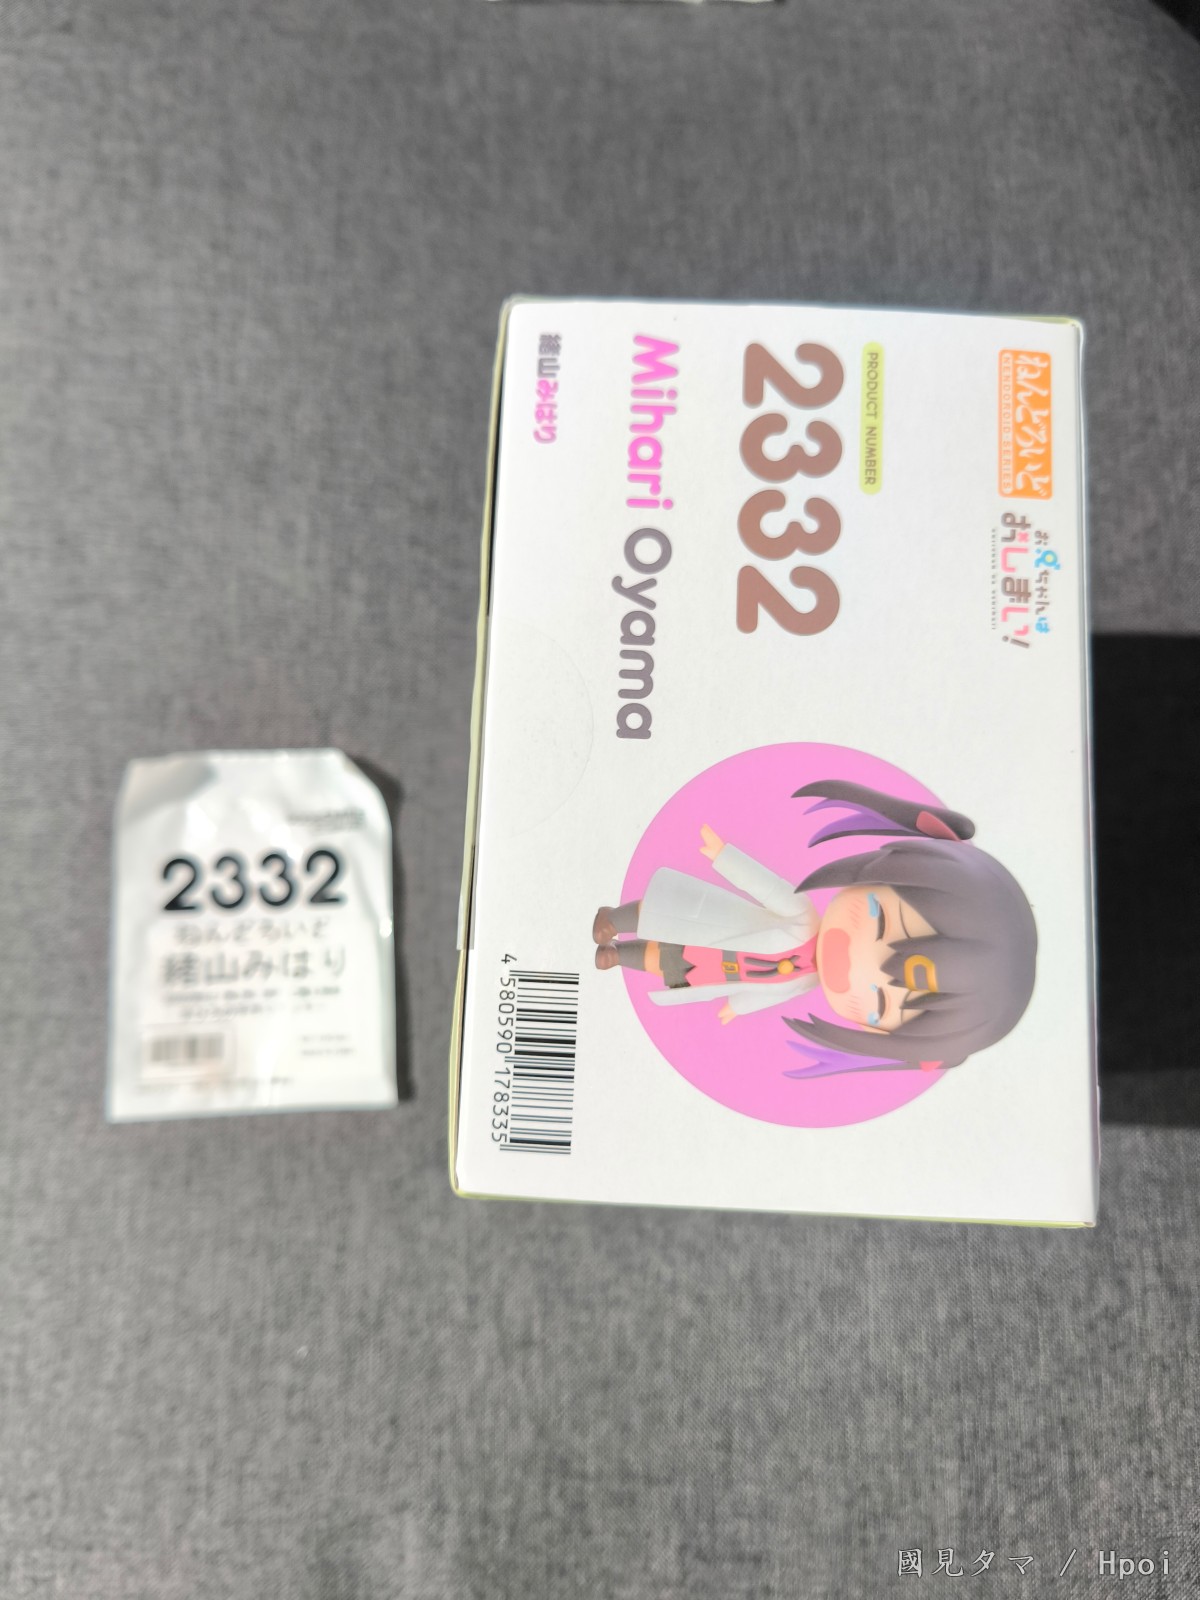 ねんどろいど
NENDOROID SERIES
お兄ちゃんは
おしまい!
PRODUCT NUMBER
2332
Mihari Oyama
緒山みはり
4 580590 178335
2332
ねんどろいど
緒山みはり
國見タマ / Hpoi